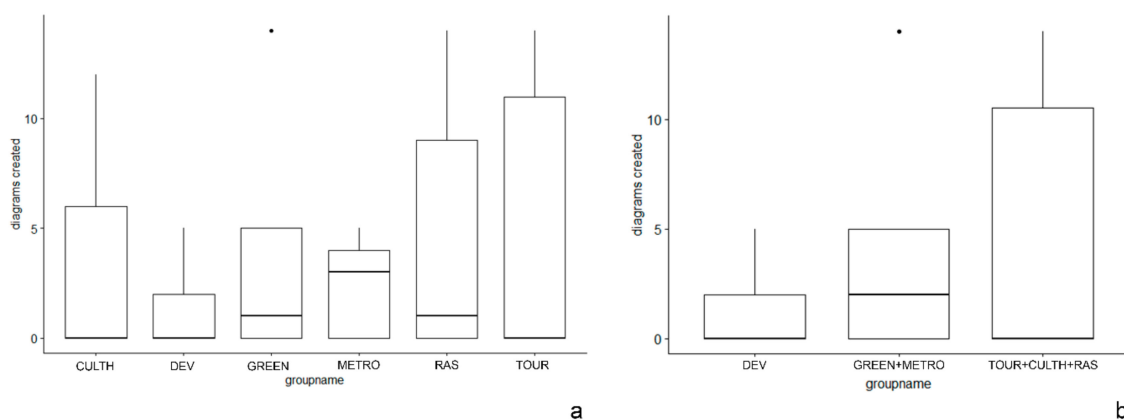 diagrams created
10
5
0
CULTH DEV GREEN METRO RAS TOUR
groupname
a
diagrams created
10
5
0
DEV GREEN+METRO TOUR+CULTH+RAS
groupname
b